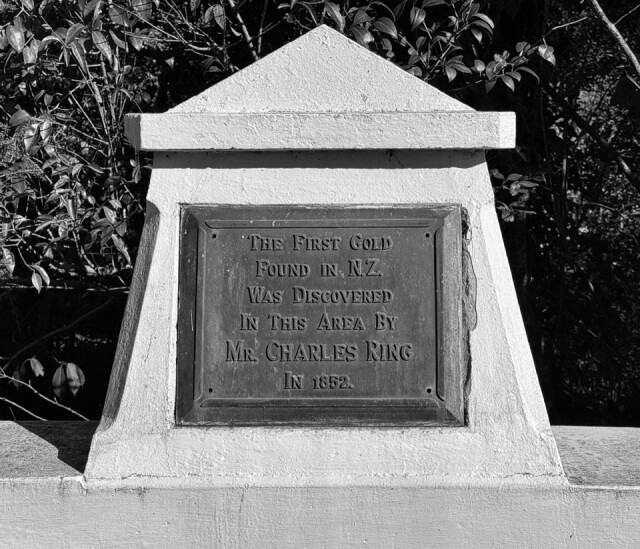 The First Gold
Found in N.Z.
Was Discovered
In This Area By
Mr. Charles Ring
In 1852.